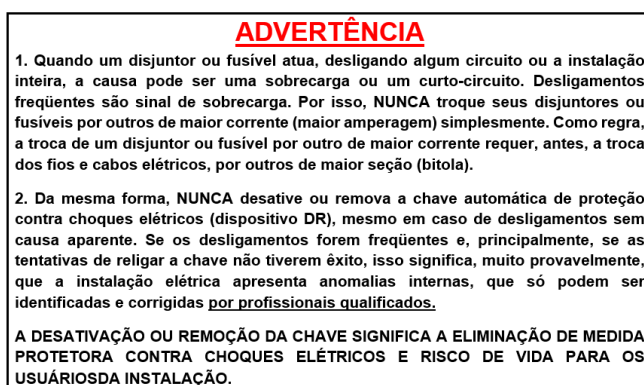 ADVERTÊNCIA
1. Quando um disjuntor ou fusível atua, desligando algum circuito ou a instalação
inteira, a causa pode ser uma sobrecarga ou um curto-circuito. Desligamentos
freqüentes são sinal de sobrecarga. Por isso, NUNCA troque seus disjuntores ou
fusíveis por outros de maior corrente (maior amperagem) simplesmente. Como regra,
a troca de um disjuntor ou fusível por outro de maior corrente requer, antes, a troca
dos fios e cabos elétricos, por outros de maior seção (bitola).
2. Da mesma forma, NUNCA desative ou remova a chave automática de proteção
contra choques elétricos (dispositivo DR), mesmo em caso de desligamentos sem
causa aparente. Se os desligamentos forem freqüentes e, principalmente, se as
tentativas de religar a chave não tiverem êxito, isso significa, muito provavelmente,
que a instalação elétrica apresenta anomalias internas, que só podem ser
identificadas e corrigidas por profissionais qualificados.
A DESATIVAÇÃO OU REMOÇÃO DA CHAVE SIGNIFICA A ELIMINAÇÃO DE MEDIDA
PROTETORA CONTRA CHOQUES ELÉTRICOS E RISCO DE VIDA PARA OS
USUÁRIOSDA INSTALAÇÃO.